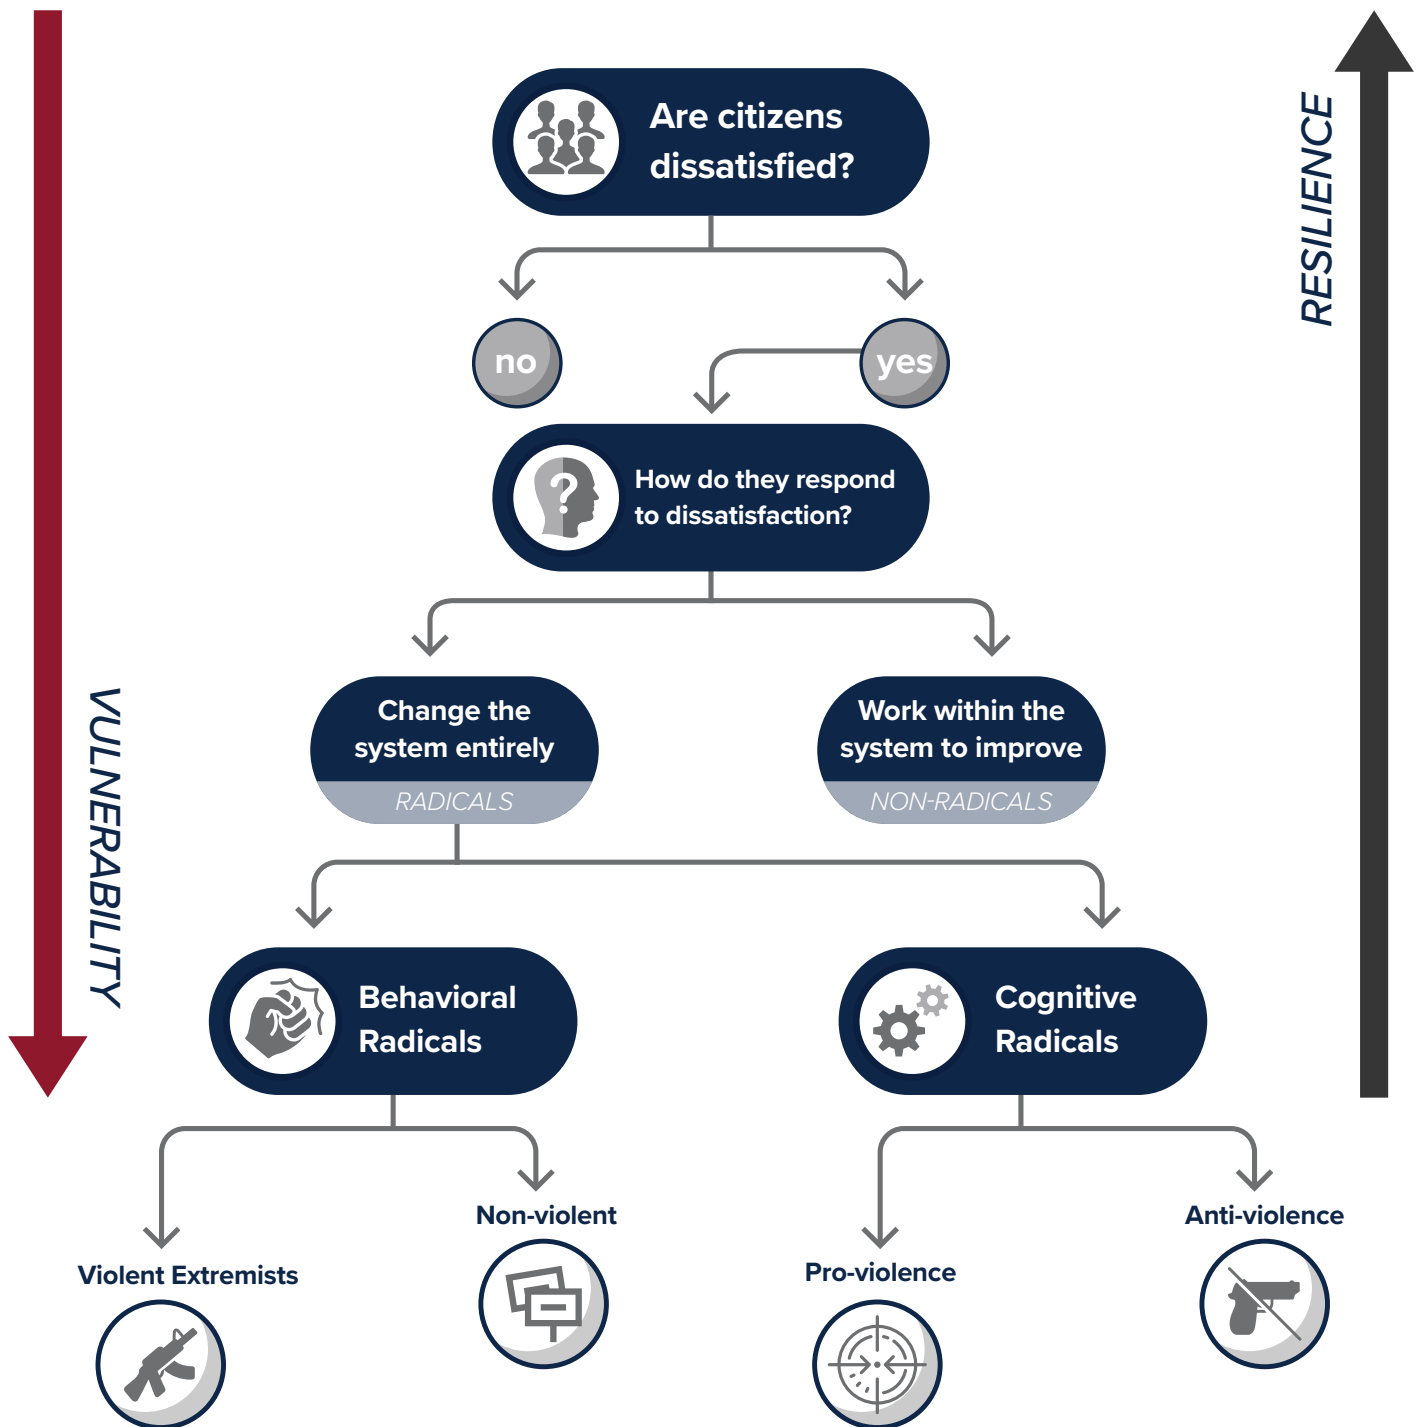 Are citizens
dissatisfied?
RESILIENCE
no
yes
How do they respond
to dissatisfaction?
VULNERABILITY
Change the
system entirely
RADICALS
Work within the
system to improve
NON-RADICALS
Behavioral
Radicals
Cognitive
Radicals
Violent Extremists
Non-violent
Pro-violence
Anti-violence